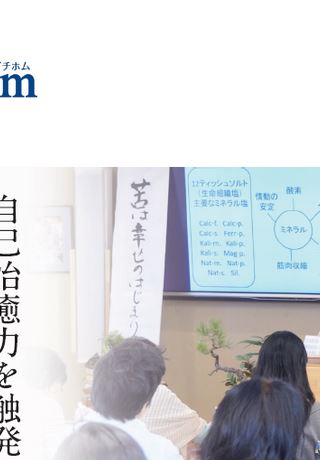 チホム
m
自己治癒力を触発
苦は幸せのはじまり
12ティッシュソルト
(生命組織塩)
主要なミネラル塩
Calc-f. Calc-p.
Calc-s. Ferr-p.
Kali-m. Kali-p.
Kali-s. Mag-p.
Nat-m. Nat-p.
Nat-s. Sil.
情動の
安定
酸素
ミネラル
筋肉収縮